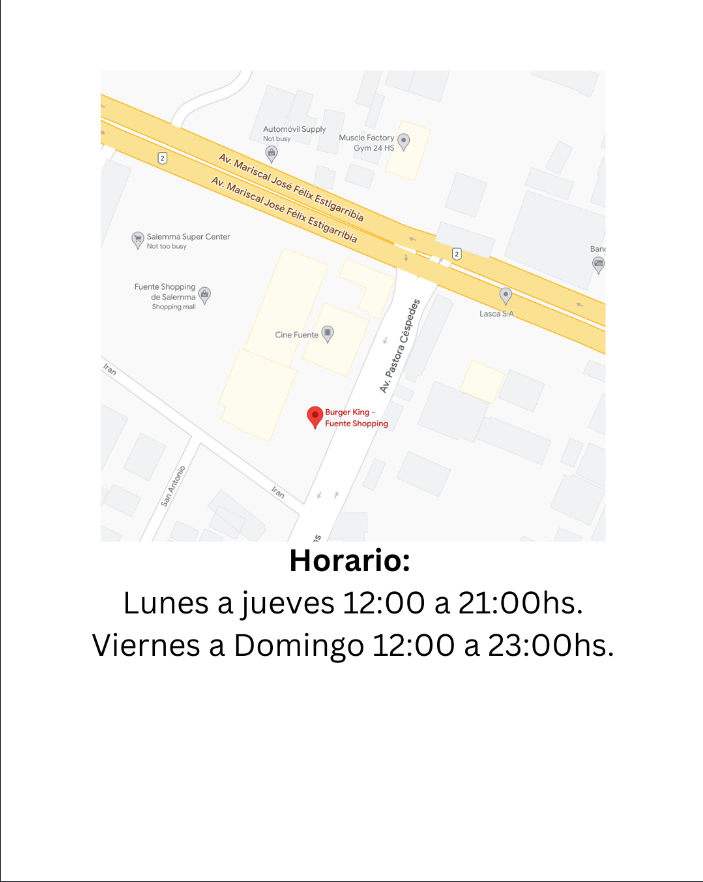 Automóvil Supply
Not busy
Muscle Factory
Gym 24 HS
2
Av. Mariscal José Félix Estigarribia
Av. Mariscal José Félix Estigarribia
Salemma Super Center
Not too busy
2
Banc
Fuente Shopping
de Salemma
Shopping mall
Lasca S.A
Cine Fuente
Av. Pastora Céspedes
Iran
Burger King -
Fuente Shopping
San Antonio
Iran
Horario:
Lunes a jueves 12:00 a 21:00hs.
Viernes a Domingo 12:00 a 23:00hs.